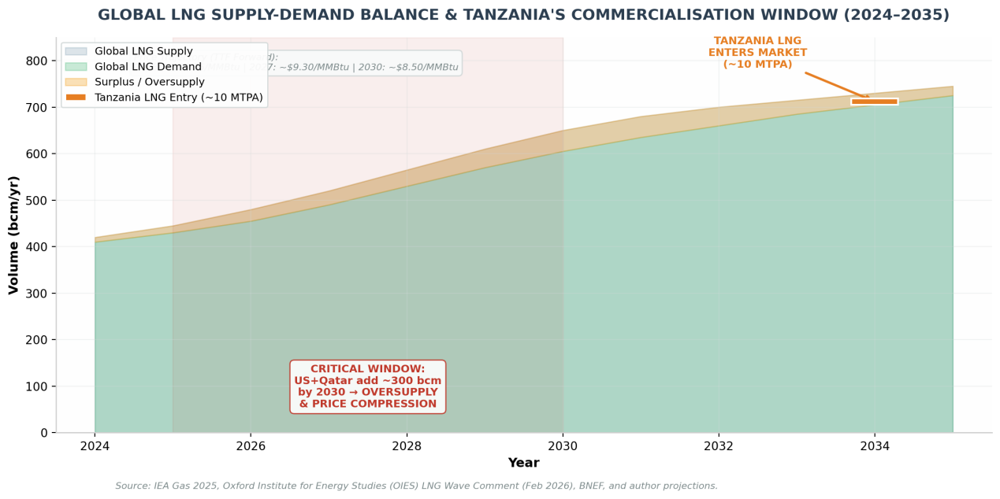 GLOBAL LNG SUPPLY-DEMAND BALANCE & TANZANIA'S COMMERCIALISATION WINDOW (2024–2035)
Global LNG Supply
Global LNG Demand
Surplus / Oversupply
Tanzania LNG Entry (~10 MTPA)
7: ~$9.30/MMBtu | 2030: ~$8.50/MMBtu
TANZANIA LNG
ENTERS MARKET
(~10 MTPA)
CRITICAL WINDOW:
US+Qatar add ~300 bcm
by 2030 → OVERSUPPLY
& PRICE COMPRESSION
Volume (bcm/yr)
800
700
600
500
400
300
200
100
0
2024
2026
2028
2030
2032
2034
Year
Source: IEA Gas 2025, Oxford Institute for Energy Studies (OIES) LNG Wave Comment (Feb 2026), BNEF, and author projections.